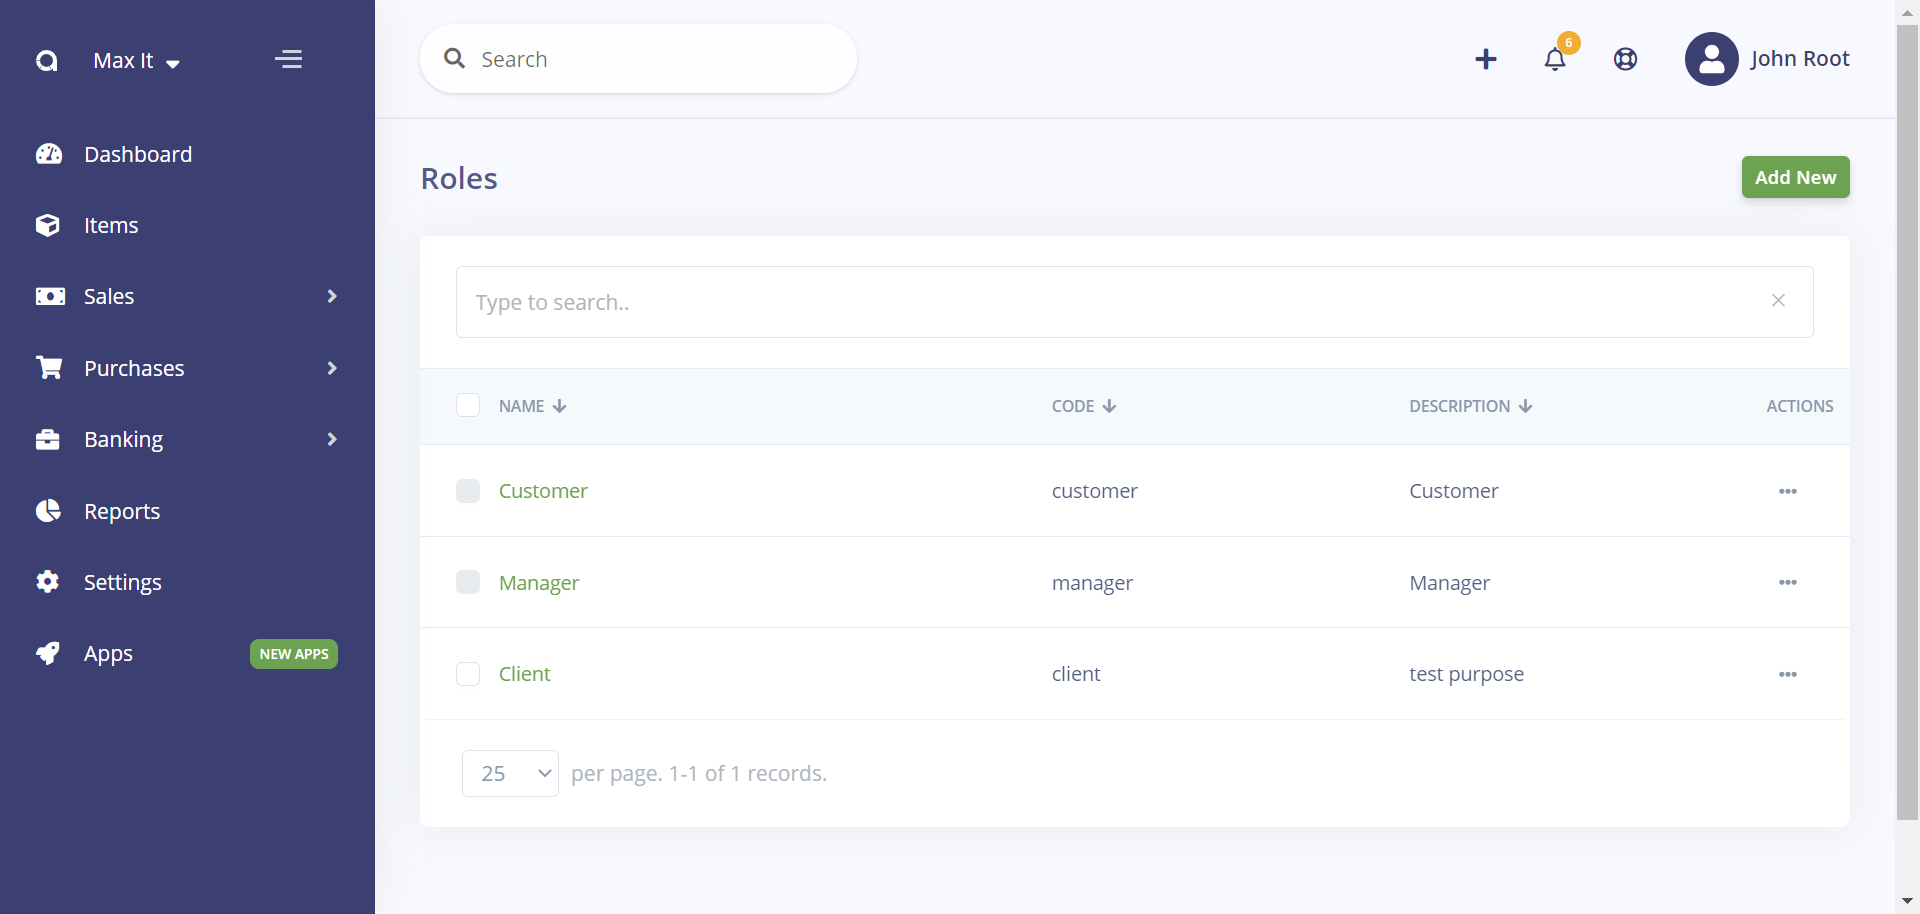 Max It
Search
6
John Root
Dashboard
Items
Sales
Purchases
Banking
Reports
Settings
Apps
NEW APPS
Roles
Add New
Type to search..
NAME CODE DESCRIPTION ACTIONS
Customer customer Customer
Manager manager Manager
Client client test purpose
25 per page. 1-1 of 1 records.